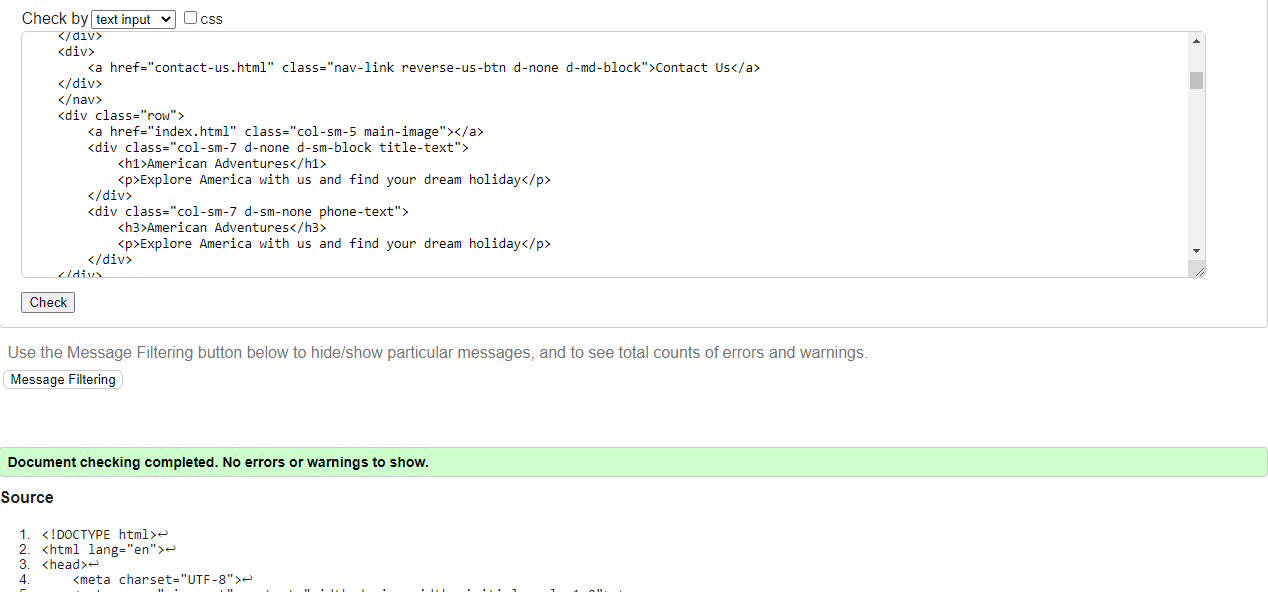 Check by text input css
</div>
<div>
<a href="contact-us.html" class="nav-link reverse-us-btn d-none d-md-block">Contact Us</a>
</div>
</nav>
<div class="row">
<a href="index.html" class="col-sm-5 main-image"></a>
<div class="col-sm-7 d-none d-sm-block title-text">
<h1>American Adventures</h1>
<p>Explore America with us and find your dream holiday</p>
</div>
<div class="col-sm-7 d-sm-none phone-text">
<h3>American Adventures</h3>
<p>Explore America with us and find your dream holiday</p>
</div>
</div>
Check
Use the Message Filtering button below to hide/show particular messages, and to see total counts of errors and warnings.
Message Filtering
Document checking completed. No errors or warnings to show.
Source
1. <!DOCTYPE html>↩
2. <html lang="en">↩
3. <head>↩
4. <meta charset="UTF-8">↩